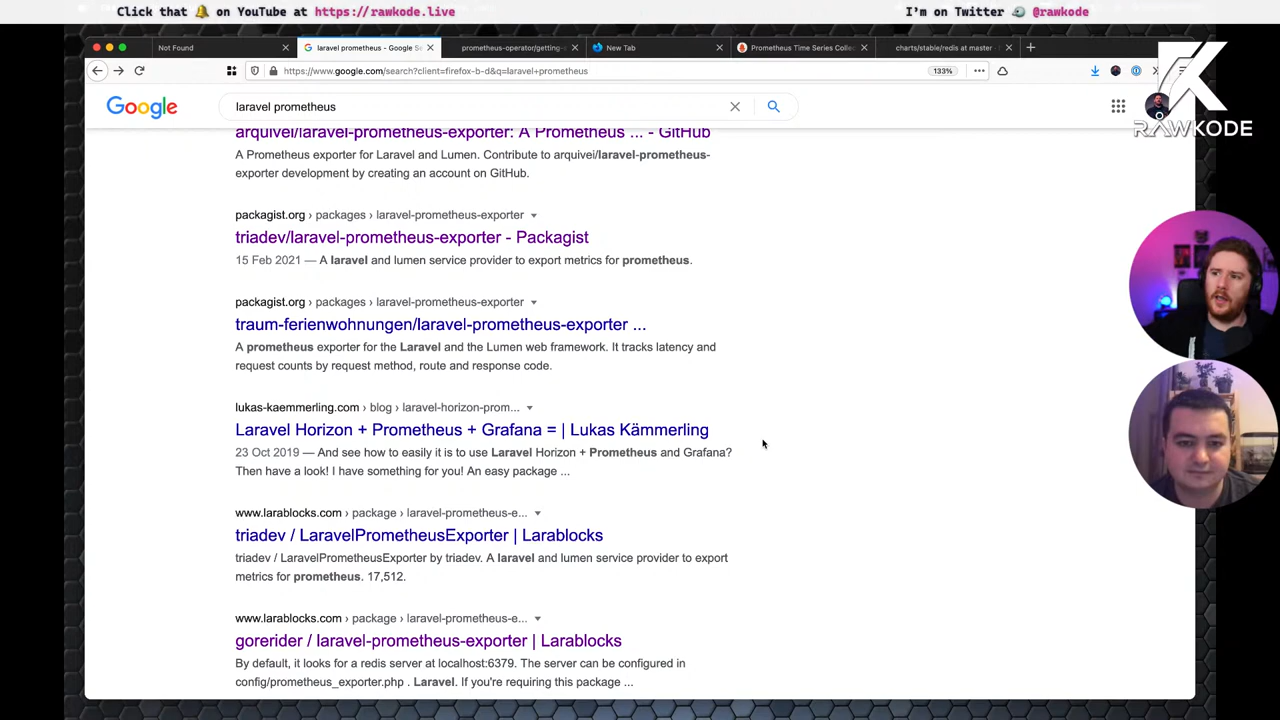 Click that 🔔 on YouTube at https://rawkode.live
I'm on Twitter @rawkode
Not Found
laravel prometheus - Google Se
prometheus-operator/getting-s
New Tab
Prometheus Time Series Collec
charts/stable/redis at master ·
https://www.google.com/search?client=firefox-b-d&q=laravel+prometheus
133%
RAWKODE
Google
laravel prometheus
arquivei/laravel-prometheus-exporter: A Prometheus ... - GitHub
A Prometheus exporter for Laravel and Lumen. Contribute to arquivei/laravel-prometheus-
exporter development by creating an account on GitHub.
packagist.org › packages › laravel-prometheus-exporter
triadev/laravel-prometheus-exporter - Packagist
15 Feb 2021 — A laravel and lumen service provider to export metrics for prometheus.
packagist.org › packages › laravel-prometheus-exporter
traum-ferienwohnungen/laravel-prometheus-exporter ...
A prometheus exporter for the Laravel and the Lumen web framework. It tracks latency and
request counts by request method, route and response code.
lukas-kaemmerling.com › blog › laravel-horizon-prom...
Laravel Horizon + Prometheus + Grafana = | Lukas Kämmerling
23 Oct 2019 — And see how to easily it is to use Laravel Horizon + Prometheus and Grafana?
Then have a look! I have something for you! An easy package ...
www.larablocks.com › package › laravel-prometheus-e...
triadev / LaravelPrometheusExporter | Larablocks
triadev / LaravelPrometheusExporter by triadev. A laravel and lumen service provider to export
metrics for prometheus. 17,512.
www.larablocks.com › package › laravel-prometheus-e...
gorerider / laravel-prometheus-exporter | Larablocks
By default, it looks for a redis server at localhost:6379. The server can be configured in
config/prometheus_exporter.php . Laravel. If you're requiring this package ...